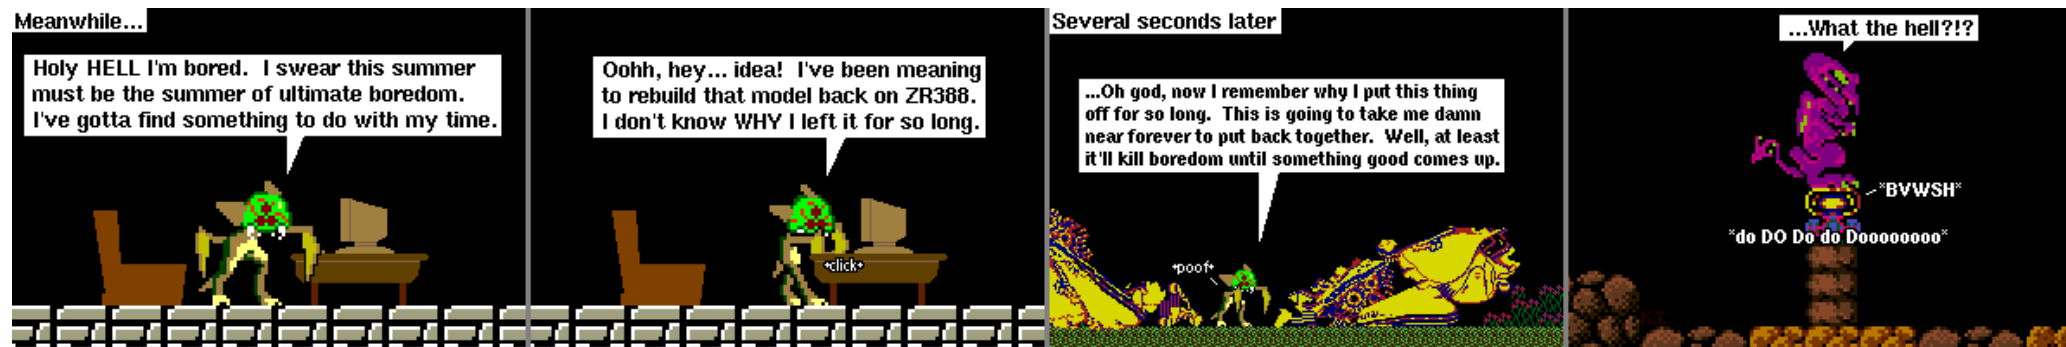 Meanwhile...
Holy HELL I'm bored. I swear this summer
must be the summer of ultimate boredom.
I've gotta find something to do with my time.
Oohh, hey... idea! I've been meaning
to rebuild that model back on ZR388.
I don't know WHY I left it for so long.
*click*
Several seconds later
...Oh god, now I remember why I put this thing
off for so long. This is going to take me damn
near forever to put back together. Well, at least
it'll kill boredom until something good comes up.
*poof*
...What the hell?!?
*BVWSH*
*do DO Do do Dooooooooo*